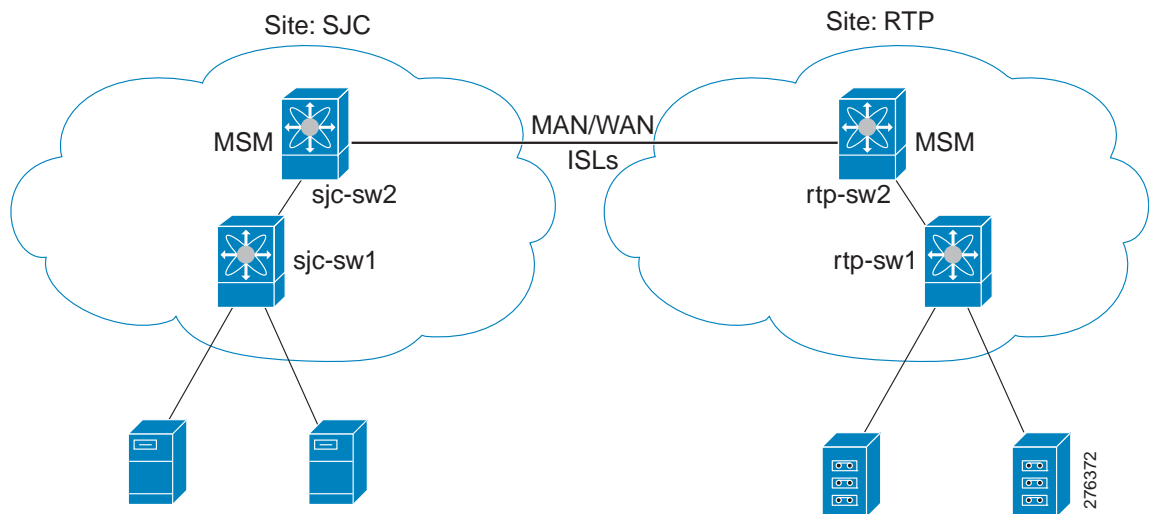 Site: SJC
Site: RTP
MSM
MAN/WAN
ISLs
MSM
sjc-sw2
rtp-sw2
sjc-sw1
rtp-sw1
276372